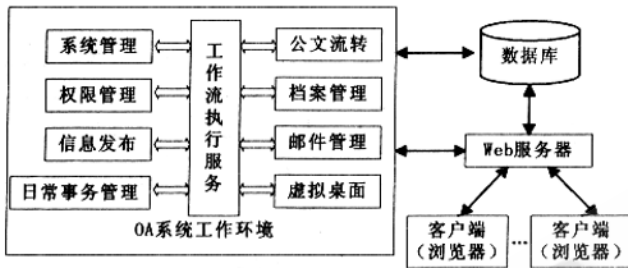 系统管理
权限管理
信息发布
日常事务管理
工作流执行服务
公文流转
档案管理
邮件管理
虚拟桌面
OA系统工作环境
数据库
Web服务器
客户端
(浏览器)
...
客户端
(浏览器)